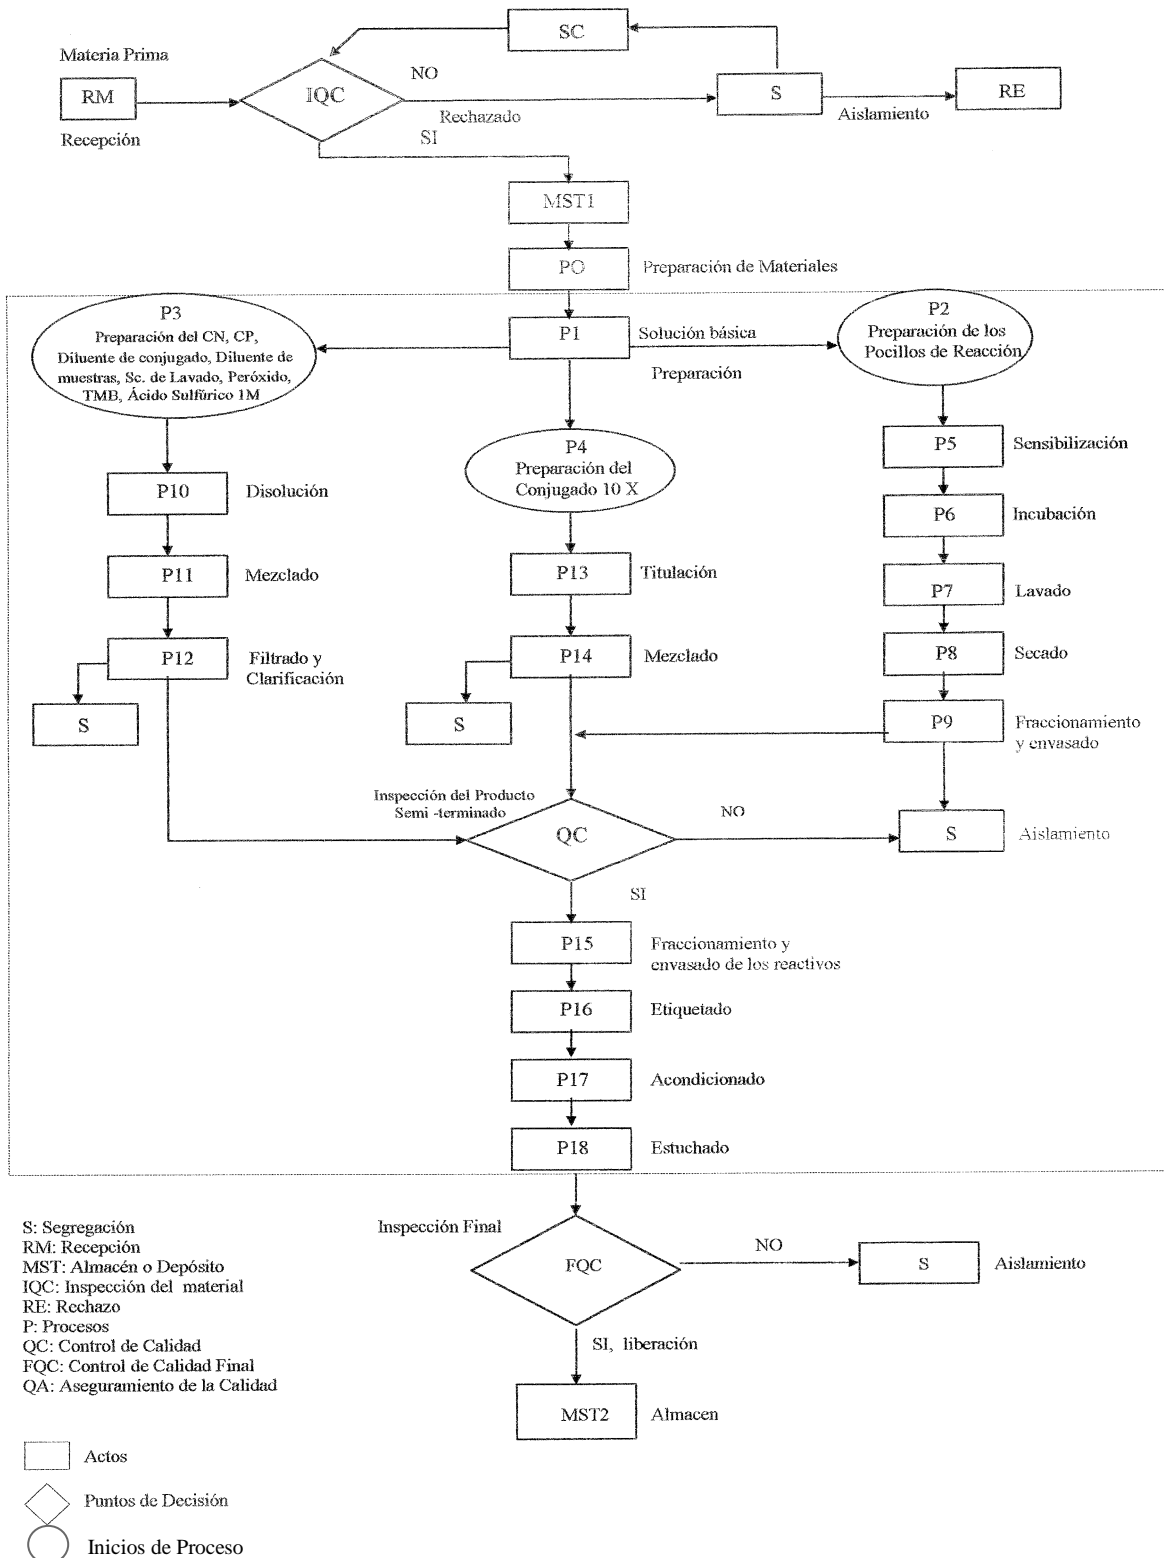 SC
Materia Prima
RM
IQC
NO
S
RE
Rechazado
Aislamiento
Recepción
SI
MST1
PO
Preparación de Materiales
P3
Preparación del CN, CP,
Diluente de conjugado, Diluente de
muestras, Sc. de Lavado, Peróxido,
TMB, Ácido Sulfúrico 1M
P1
Solución básica
Preparación
P2
Preparación de los
Pocillos de Reacción
P4
Preparación del
Conjugado 10 X
P5
Sensibilización
P10
Disolución
P6
Incubación
P11
Mezclado
P13
Titulación
P7
Lavado
P12
Filtrado y
Clarificación
P14
Mezclado
P8
Secado
S
S
P9
Fraccionamiento
y envasado
Inspección del Producto
Semi -terminado
QC
NO
S
Aislamiento
SI
P15
Fraccionamiento y
envasado de los reactivos
P16
Etiquetado
P17
Acondicionado
P18
Estuchado
S: Segregación
RM: Recepción
MST: Almacén o Depósito
IQC: Inspección del material
RE: Rechazo
P: Procesos
QC: Control de Calidad
FQC: Control de Calidad Final
QA: Aseguramiento de la Calidad
Inspección Final
FQC
NO
S
Aislamiento
SI, liberación
MST2
Almacen
Actos
Puntos de Decisión
Inicios de Proceso